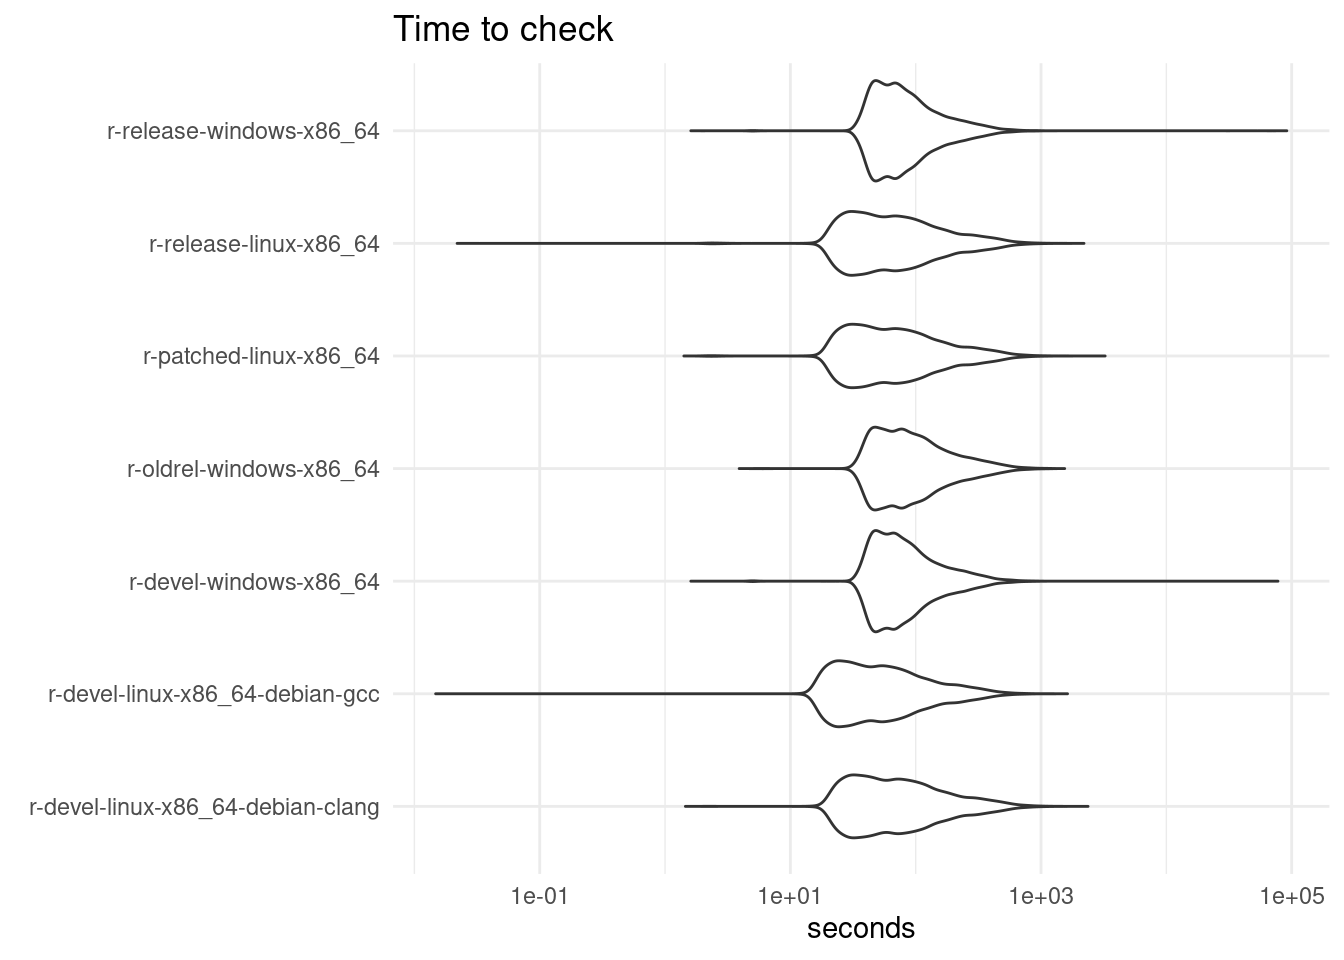 Time to check
r-release-windows-x86_64
r-release-linux-x86_64
r-patched-linux-x86_64
r-oldrel-windows-x86_64
r-devel-windows-x86_64
r-devel-linux-x86_64-debian-gcc
r-devel-linux-x86_64-debian-clang
1e-01 1e+01 1e+03 1e+05
seconds